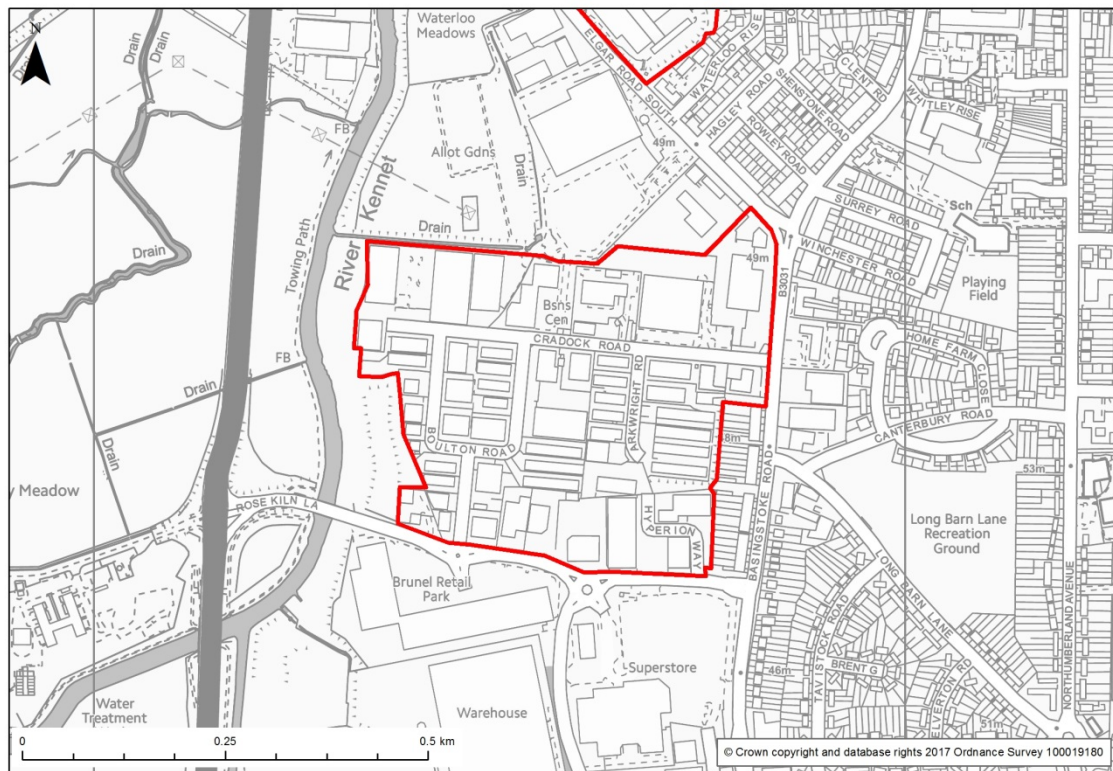 N
Drain
Drain
Drain
Waterloo
Meadows
ELGAR ROAD SOUTH
WATERLOO RISE
HAGLEY ROAD
SHENSTONE ROAD
ROWLEY ROAD
CLENT RD
WHITLEY RISE
FB
Allot Gdns
Drain
49m
Sch
SURREY ROAD
WINCHESTER ROAD
River Kennet
Drain
Drain
Towing Path
49m
B3031
Playing
Field
Bsns
Cen
CRADOCK ROAD
HOME FARM CLOSE
FB
Drain
ARKWRIGHT RD
CANTERBURY ROAD
Drain
BOULTON ROAD
48m
53m
Meadow
ROSE KILN LA
HYPERION WAY
BASINGSTOKE ROAD
Long Barn Lane
Recreation
Ground
LONG BARN LANE
NORTHUMBERLAND AVENUE
Brunel Retail
Park
TAVISTOCK ROAD
BRENT G
Superstore
46m
YELVERTON RD
51m
Water
Treatment
Warehouse
0 0.25 0.5 km
© Crown copyright and database rights 2017 Ordnance Survey 100019180